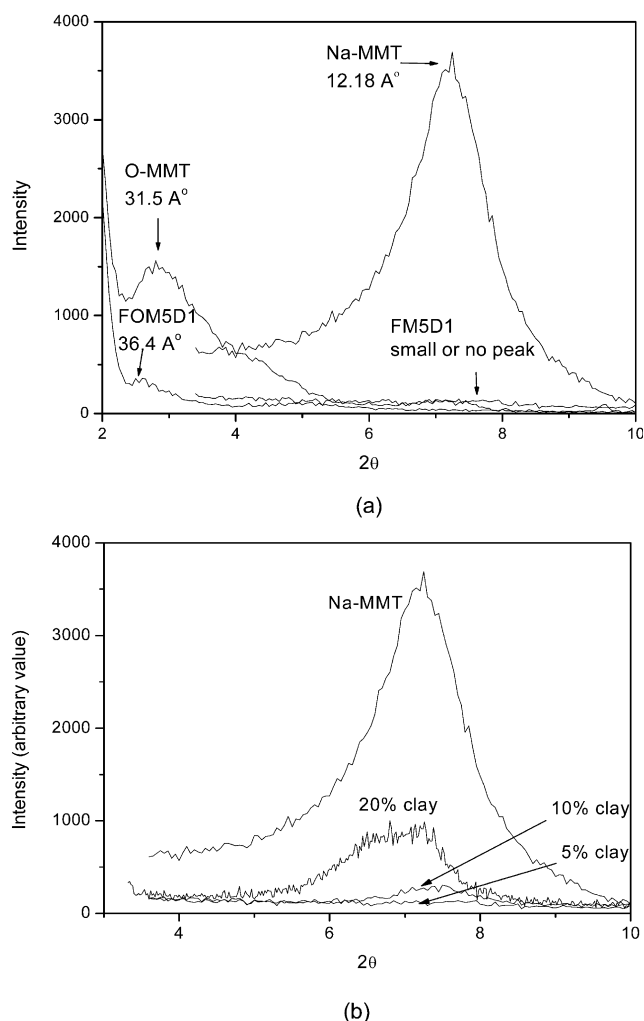 4000
3000
2000
1000
0
Intensity
Na-MMT
12.18 A°
O-MMT
31.5 A°
FOM5D1
36.4 A°
FM5D1
small or no peak
2 4 6 8 10
2θ
(a)
4000
3000
2000
1000
0
Intensity (arbitrary value)
Na-MMT
20% clay
10% clay
5% clay
4 6 8 10
2θ
(b)